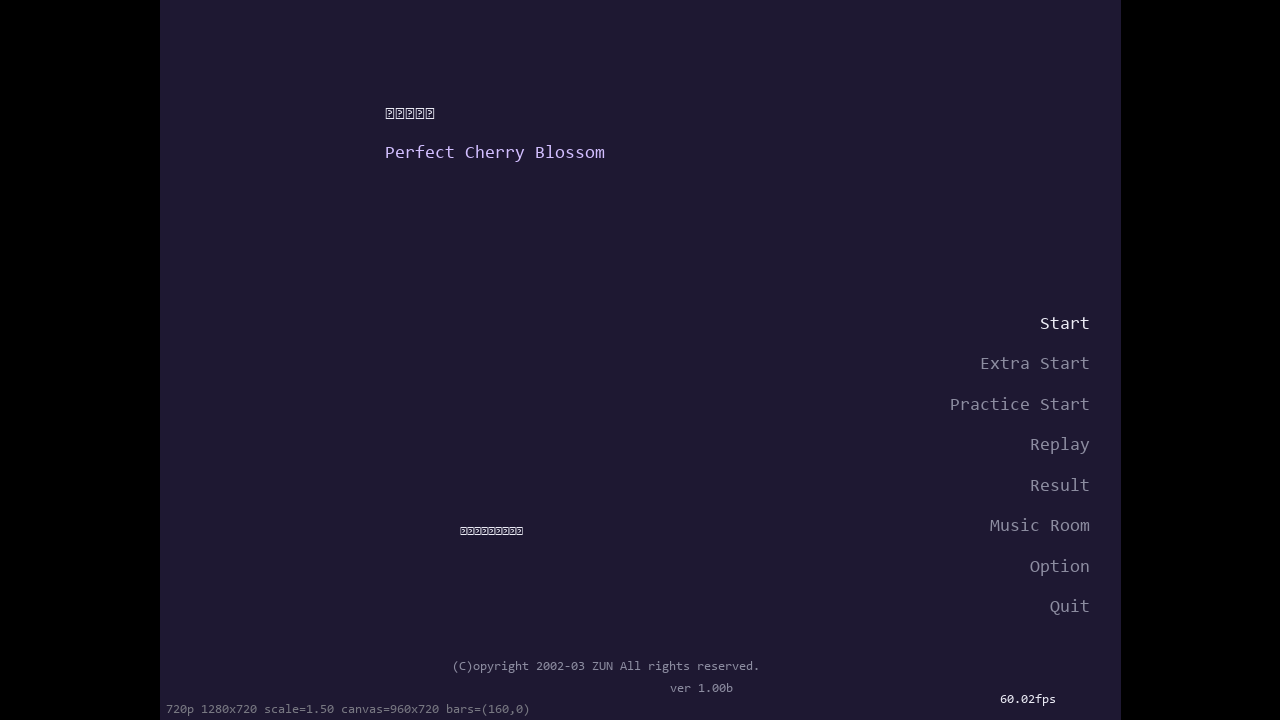 Perfect Cherry Blossom
Start
Extra Start
Practice Start
Replay
Result
Music Room
Option
Quit
(C)opyright 2002-03 ZUN All rights reserved.
ver 1.00b
60.02fps
720p 1280x720 scale=1.50 canvas=960x720 bars=(160,0)